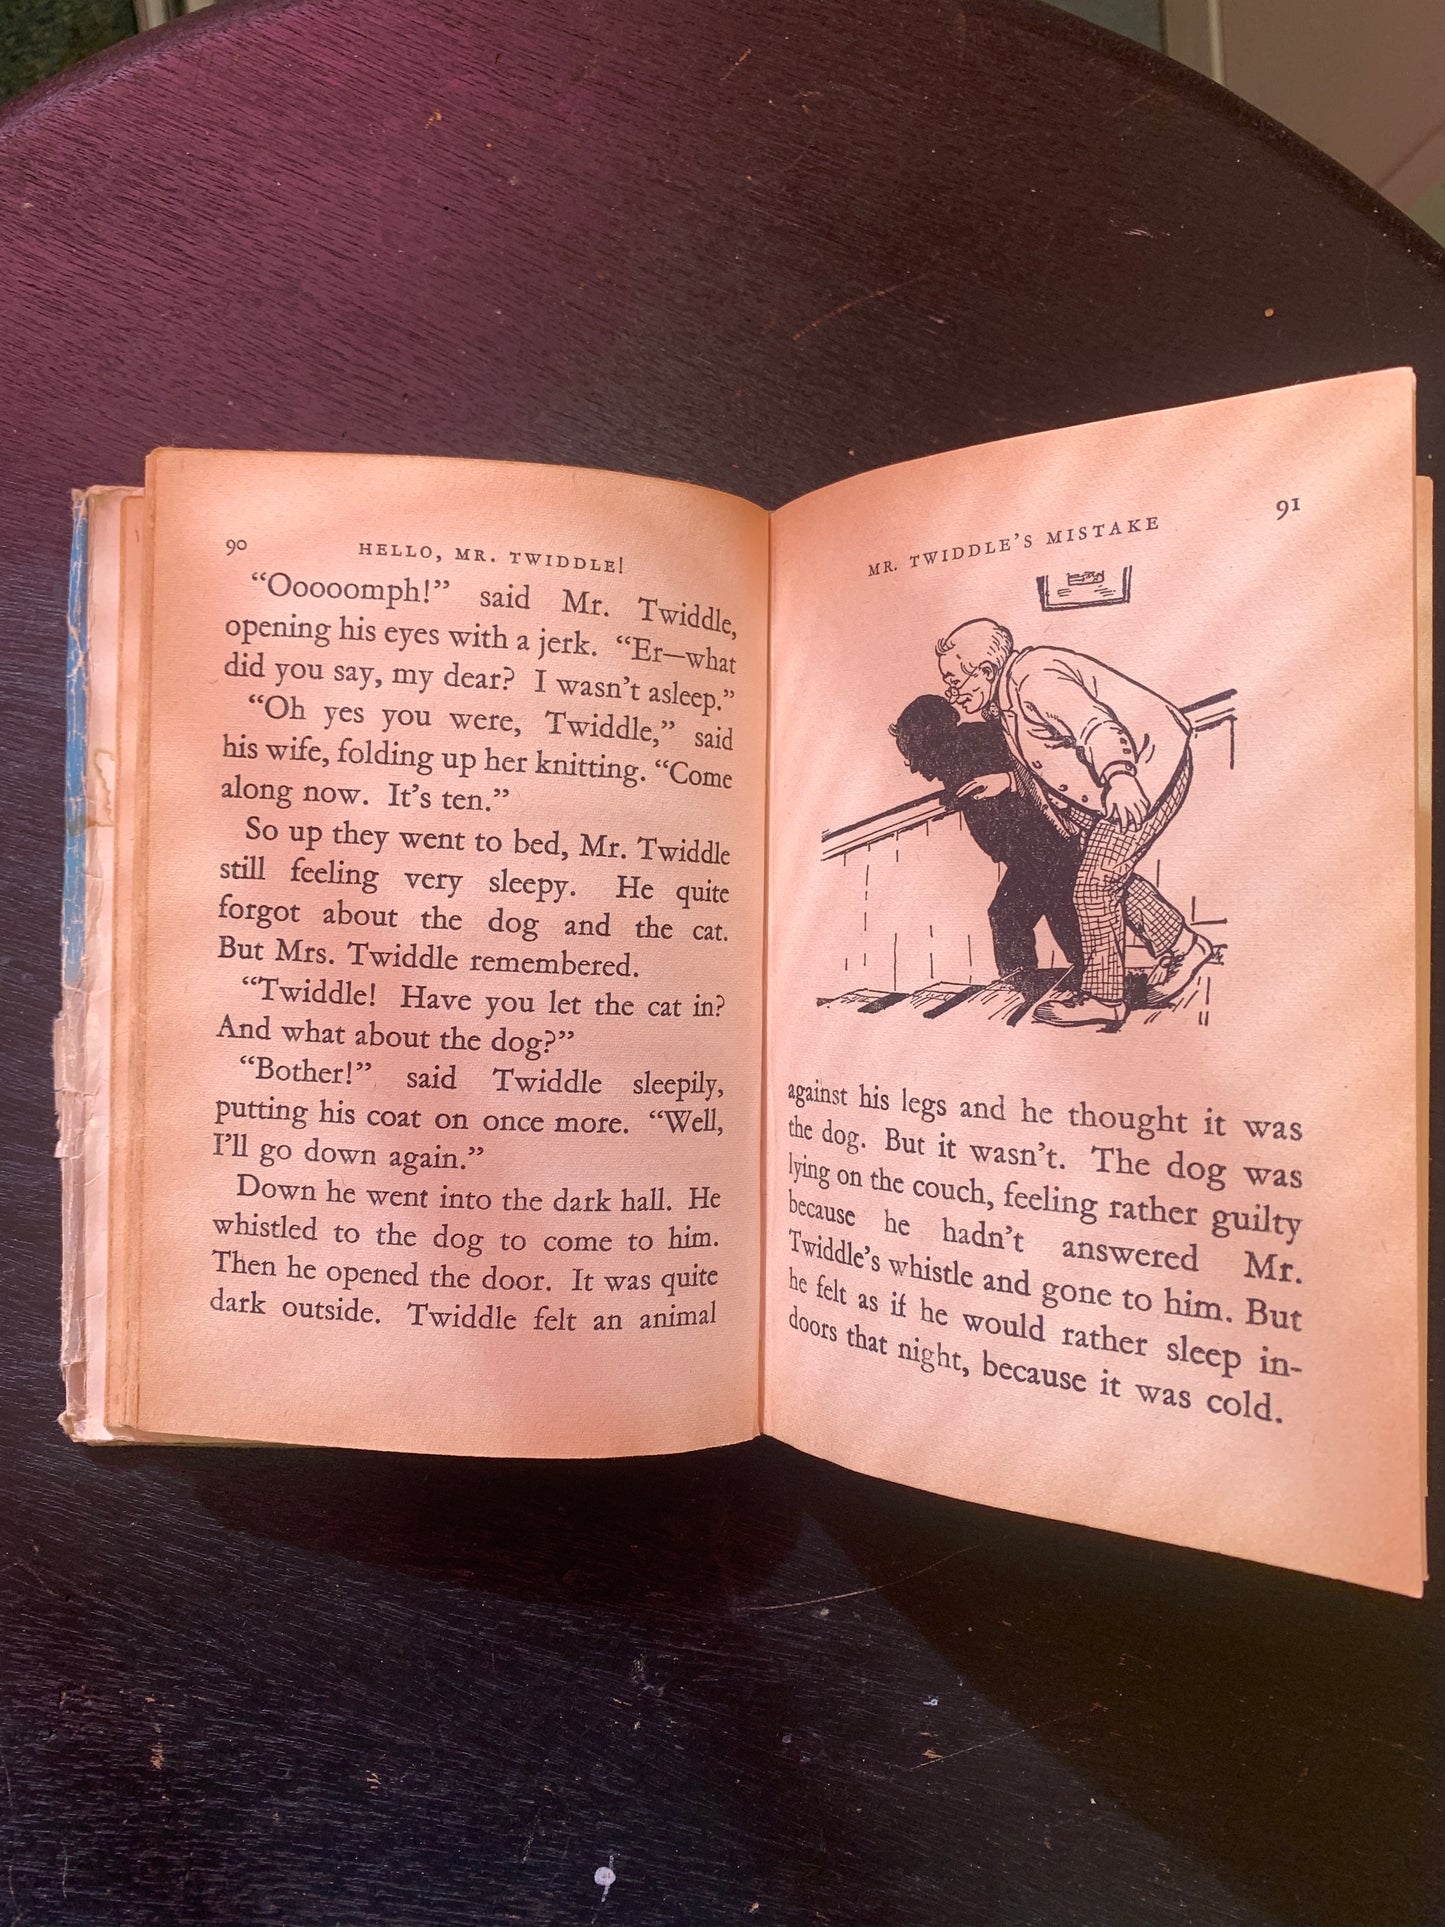 90
HELLO, MR. TWIDDLE!
“Ooooomph!” said Mr. Twiddle,
opening his eyes with a jerk. “Er—what
did you say, my dear? I wasn’t asleep.”
“Oh yes you were, Twiddle,” said
his wife, folding up her knitting. “Come
along now. It’s ten.”
So up they went to bed, Mr. Twiddle
still feeling very sleepy. He quite
forgot about the dog and the cat.
But Mrs. Twiddle remembered.
“Twiddle! Have you let the cat in?
And what about the dog?”
“Bother!” said Twiddle sleepily,
putting his coat on once more. “Well,
I’ll go down again.”
Down he went into the dark hall. He
whistled to the dog to come to him.
Then he opened the door. It was quite
dark outside. Twiddle felt an animal
MR. TWIDDLE’S MISTAKE
91
against his legs and he thought it was
the dog. But it wasn’t. The dog was
lying on the couch, feeling rather guilty
because he hadn’t answered Mr.
Twiddle’s whistle and gone to him. But
he felt as if he would rather sleep in-
doors that night, because it was cold.